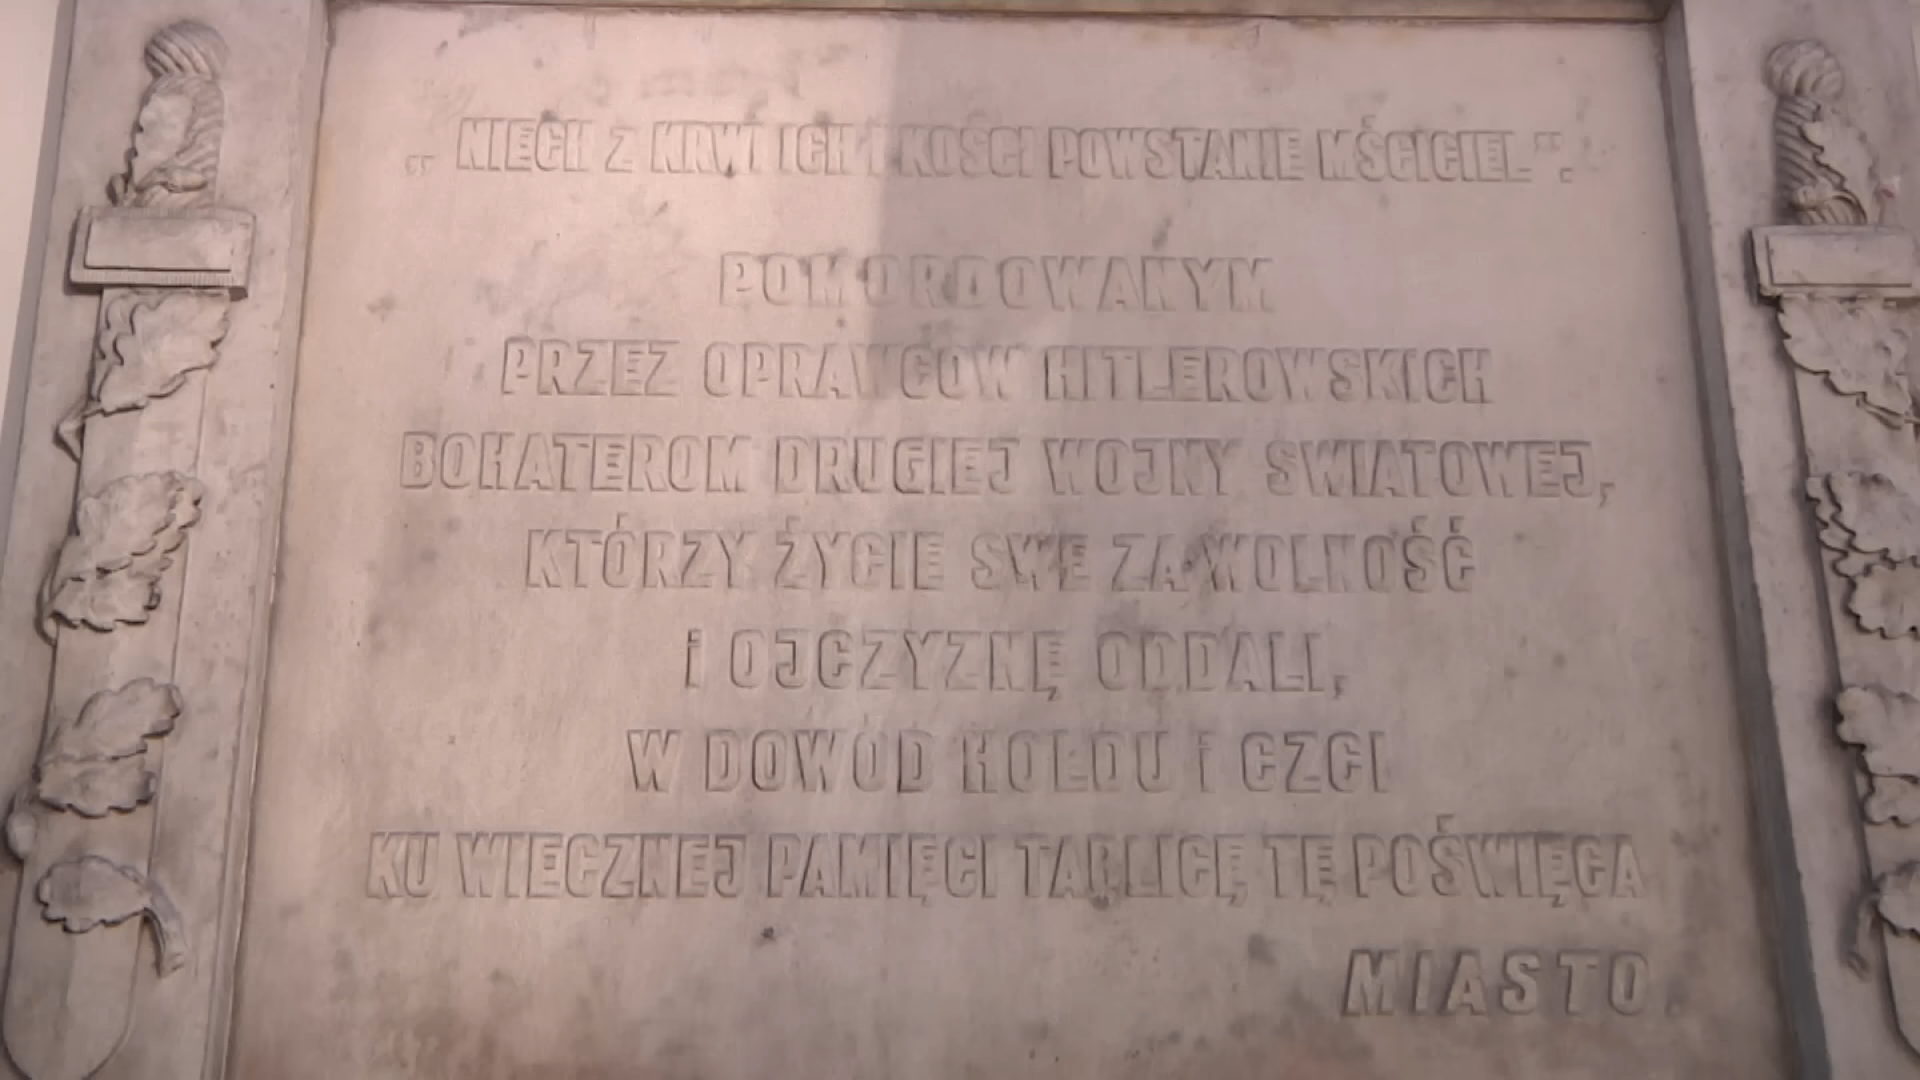 „NIECH Z KRWI ICH I KOŚCI POWSTANIE MŚCICIEL".
POMORDOWANYM
PRZEZ OPRAWCÓW HITLEROWSKICH
BOHATEROM DRUGIEJ WOJNY SWIATOWEJ,
KTÓRZY ŻYCIE SWE ZA WOLNOŚĆ
i OJCZYZNĘ ODDALI,
W DOWÓD HOŁDU i CZCI
KU WIECZNEJ PAMIĘCI TABLICĘ TĘ POŚWIĘCA
MIASTO.